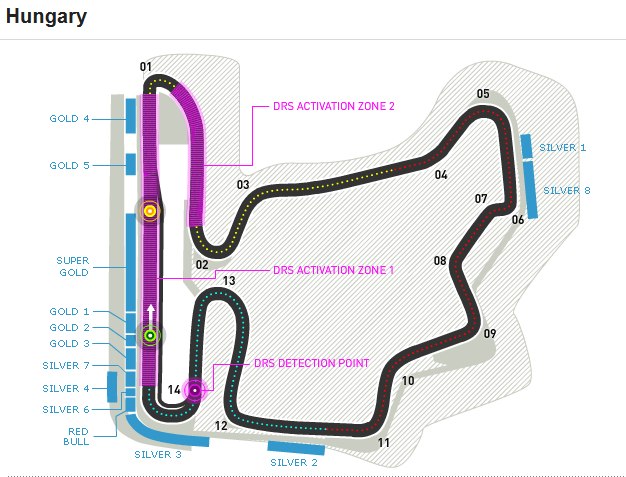 Hungary
01
05
DRS ACTIVATION ZONE 2
GOLD 4
SILVER 1
GOLD 5
04
03
SILVER 8
07
06
02
08
SUPER
GOLD
DRS ACTIVATION ZONE 1
13
GOLD 1
GOLD 2
09
GOLD 3
SILVER 7
DRS DETECTION POINT
10
SILVER 4
14
SILVER 6
12
RED
BULL
11
SILVER 3
SILVER 2